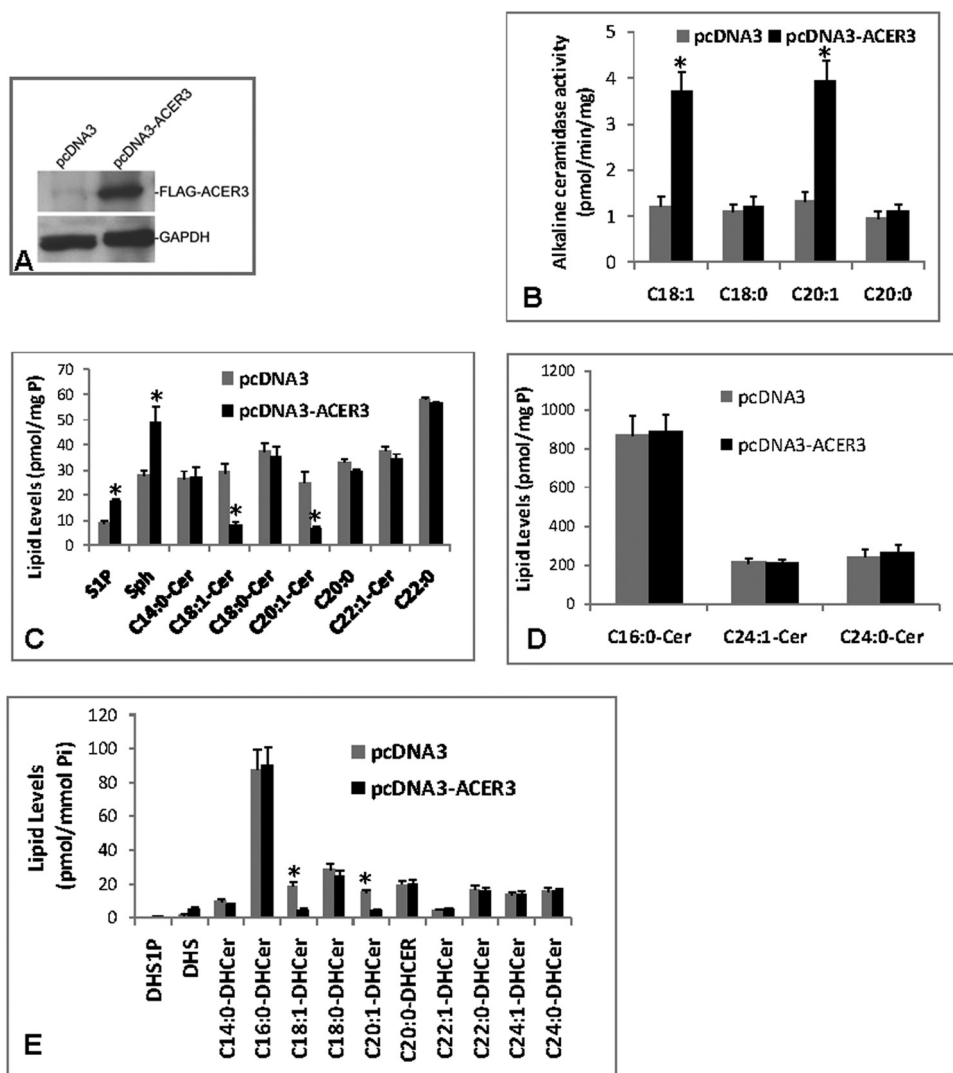 pcDNA3
pcDNA3-ACER3
-FLAG-ACER3
-GAPDH
A
pcDNA3 pcDNA3-ACER3
Alkaline ceramidase activity
(pmol/min/mg)
5
4
3
2
1
0
* *
C18:1 C18:0 C20:1 C20:0
B
Lipid Levels (pmol/mg P)
70
60
50
40
30
20
10
0
pcDNA3
pcDNA3-ACER3
* * * *
S1P Sph C14:0-Cer C18:1-Cer C18:0-Cer C20:1-Cer C20:0 C22:1-Cer C22:0
C
Lipid Levels (pmol/mg P)
1200
1000
800
600
400
200
0
pcDNA3
pcDNA3-ACER3
C16:0-Cer C24:1-Cer C24:0-Cer
D
Lipid Levels
(pmol/mmol Pi)
120
100
80
60
40
20
0
pcDNA3
pcDNA3-ACER3
* *
DHS1P DHS C14:0-DHCer C16:0-DHCer C18:1-DHCer C18:0-DHCer C20:1-DHCer C20:0-DHCER C22:1-DHCer C22:0-DHCer C24:1-DHCer C24:0-DHCer
E